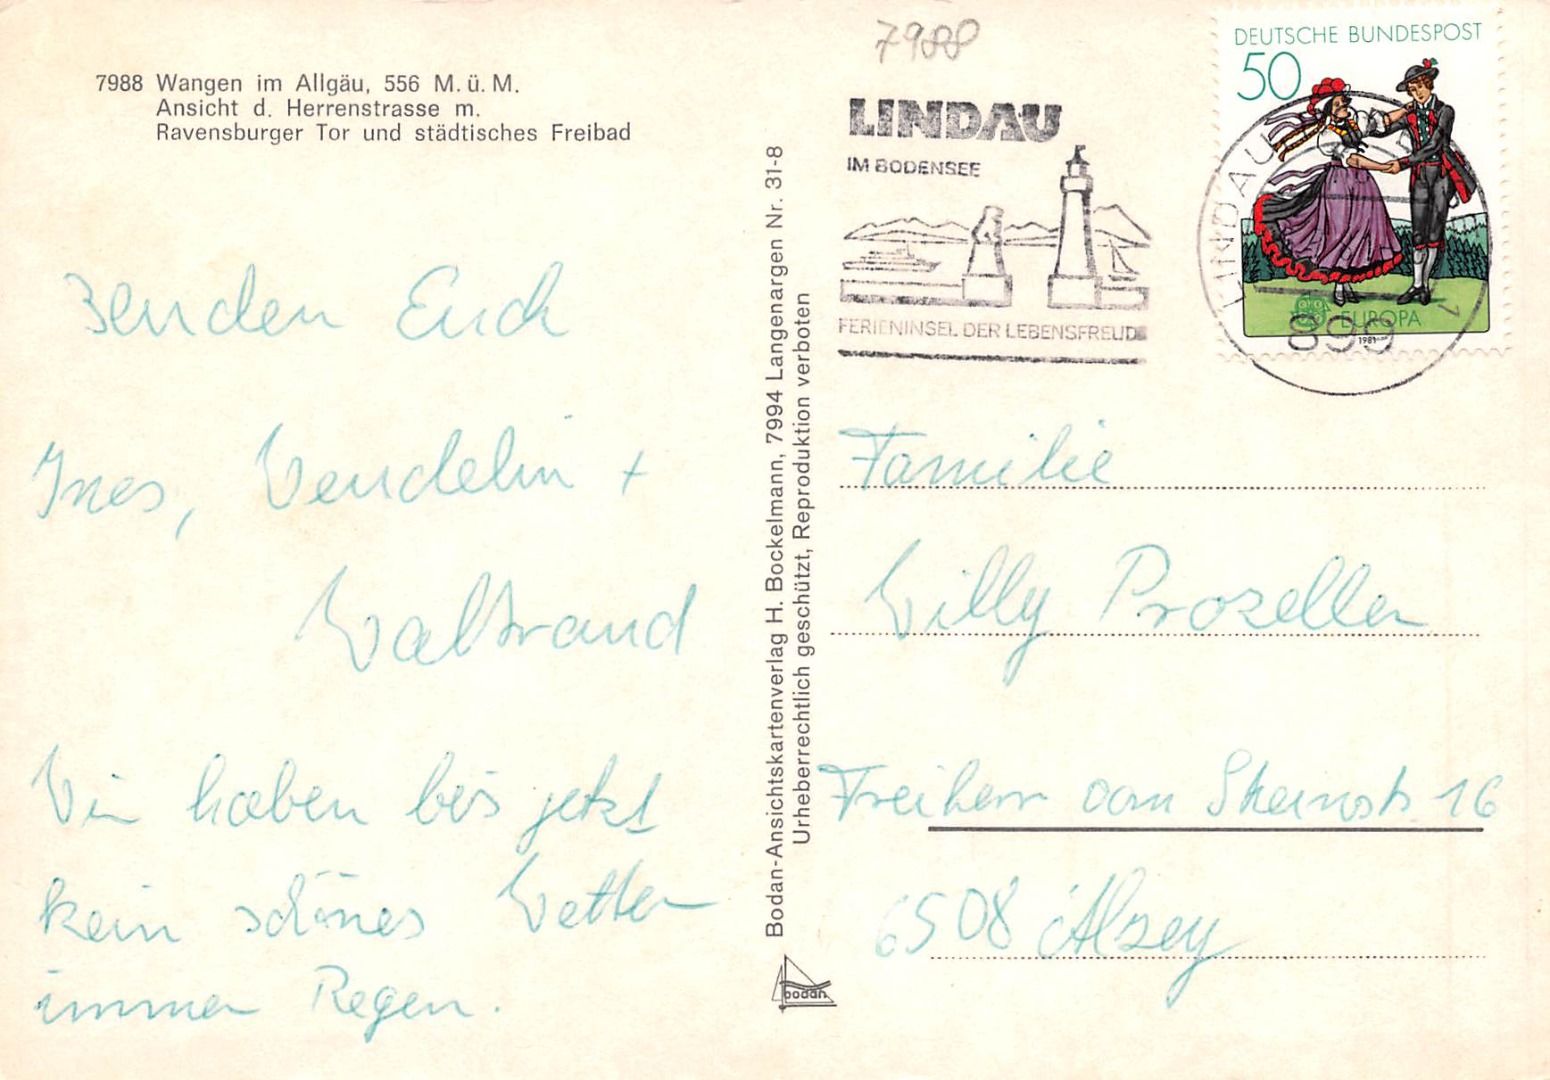 7988 Wangen im Allgäu, 556 M. ü. M.
Ansicht d. Herrenstrasse m.
Ravensburger Tor und städtisches Freibad
senden Euch
Ines, Wendelin +
Waltraud
Wir haben bis jetzt
kein schönes Wetter
immer Regen.
Bodan-Ansichtskartenverlag H. Bockelmann, 7994 Langenargen Nr. 31-8
Urheberrechtlich geschützt, Reproduktion verboten
bodan
7988
LINDAU
IM BODENSEE
FERIENINSEL DER LEBENSFREUDE
DEUTSCHE BUNDESPOST
50
EUROPA
1981
LINDAU
899
Familie
Willy Prozeller
Freiherr vom Steinstr 16
6508 Alzey